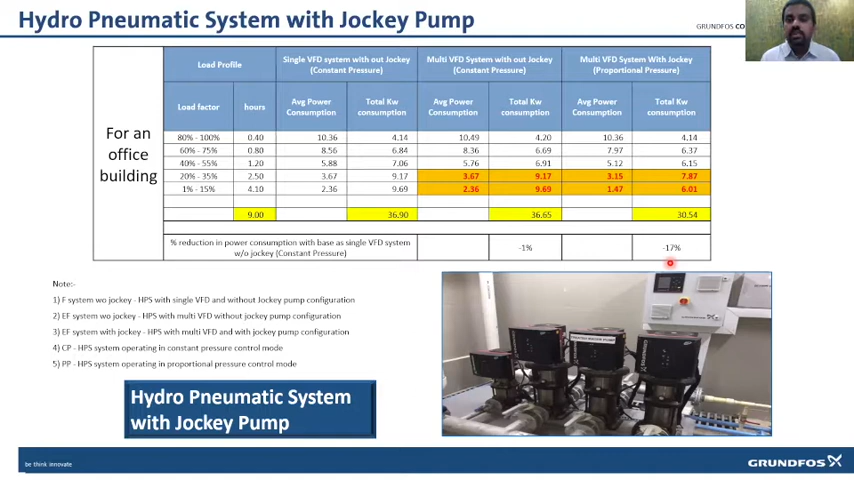 Hydro Pneumatic System with Jockey Pump
GRUNDFOS CO
Load Profile
Single VFD system with out Jockey
(Constant Pressure)
Multi VFD System with out Jockey
(Constant Pressure)
Multi VFD System With Jockey
(Proportional Pressure)
Load factor hours Avg Power Consumption Total Kw consumption Avg Power Consumption Total Kw consumption Avg Power Consumption Total Kw consumption
For an
office
building
80% - 100% 0.40 10.36 4.14 10.49 4.20 10.36 4.14
60% - 75% 0.80 8.56 6.84 8.36 6.69 7.97 6.37
40% - 55% 1.20 5.88 7.06 5.76 6.91 5.12 6.15
20% - 35% 2.50 3.67 9.17 3.67 9.17 3.15 7.87
1% - 15% 4.10 2.36 9.69 2.36 9.69 1.47 6.01
9.00 36.90 36.65 30.54
% reduction in power consumption with base as single VFD system
w/o jockey (Constant Pressure)
-1% -17%
Note:-
1) F system wo jockey - HPS with single VFD and without Jockey pump configuration
2) EF system wo jockey - HPS with multi VFD without jockey pump configuration
3) EF system with jockey - HPS with multi VFD and with jockey pump configuration
4) CP - HPS system operating in constant pressure control mode
5) PP - HPS system operating in proportional pressure control mode
Hydro Pneumatic System
with Jockey Pump
be think innovate
GRUNDFOS